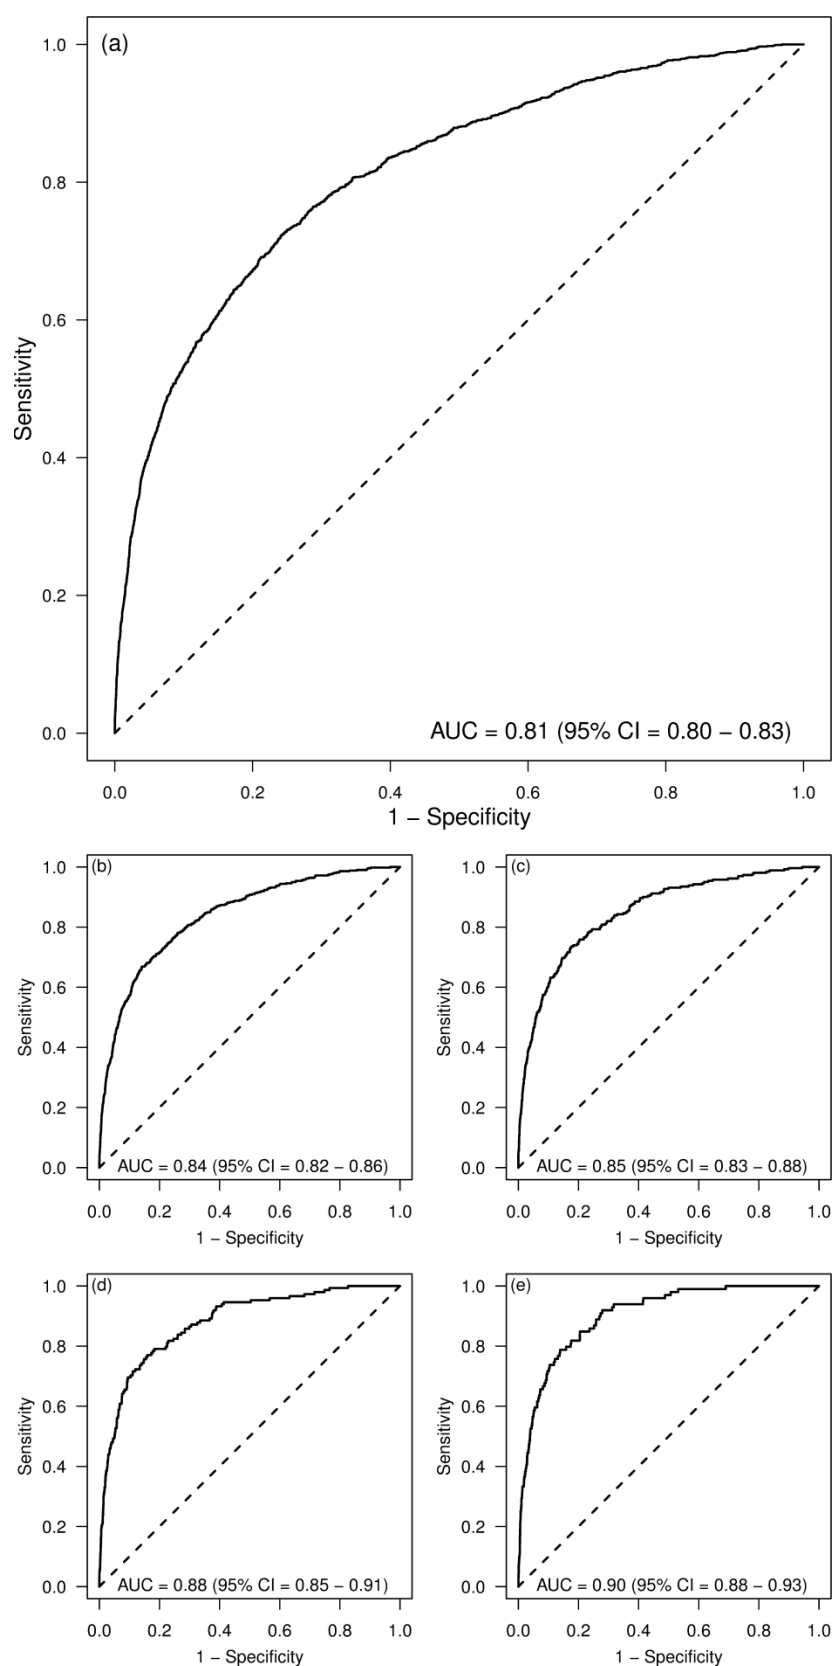 (a)
1.0
0.8
0.6
0.4
0.2
0.0
Sensitivity
AUC = 0.81 (95% CI = 0.80 − 0.83)
0.0 0.2 0.4 0.6 0.8 1.0
1 − Specificity
(b)
1.0
0.8
0.6
0.4
0.2
0.0
Sensitivity
AUC = 0.84 (95% CI = 0.82 − 0.86)
0.0 0.2 0.4 0.6 0.8 1.0
1 − Specificity
(c)
1.0
0.8
0.6
0.4
0.2
0.0
Sensitivity
AUC = 0.85 (95% CI = 0.83 − 0.88)
0.0 0.2 0.4 0.6 0.8 1.0
1 − Specificity
(d)
1.0
0.8
0.6
0.4
0.2
0.0
Sensitivity
AUC = 0.88 (95% CI = 0.85 − 0.91)
0.0 0.2 0.4 0.6 0.8 1.0
1 − Specificity
(e)
1.0
0.8
0.6
0.4
0.2
0.0
Sensitivity
AUC = 0.90 (95% CI = 0.88 − 0.93)
0.0 0.2 0.4 0.6 0.8 1.0
1 − Specificity